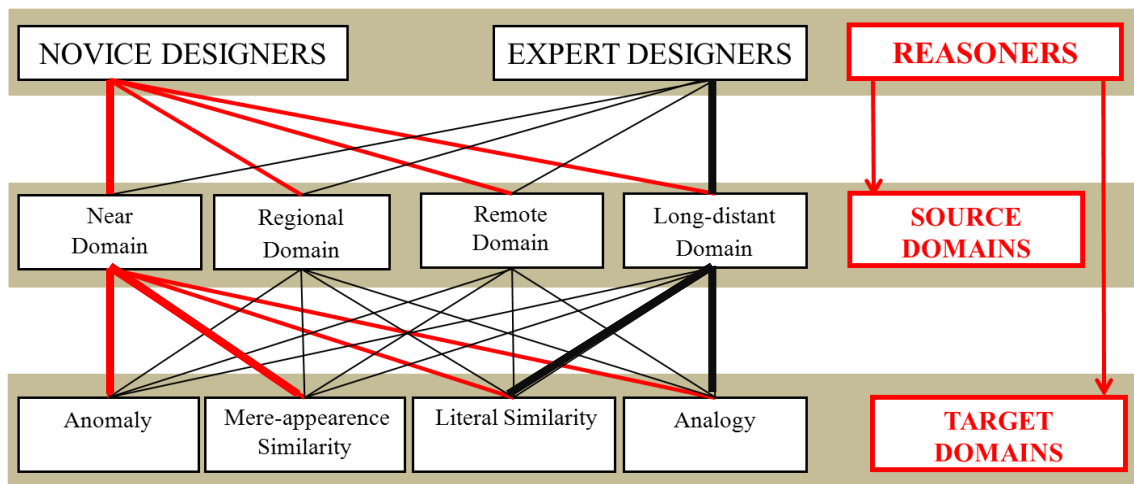 NOVICE DESIGNERS
EXPERT DESIGNERS
REASONERS
Near
Domain
Regional
Domain
Remote
Domain
Long-distant
Domain
SOURCE
DOMAINS
Anomaly
Mere-appearence
Similarity
Literal Similarity
Analogy
TARGET
DOMAINS